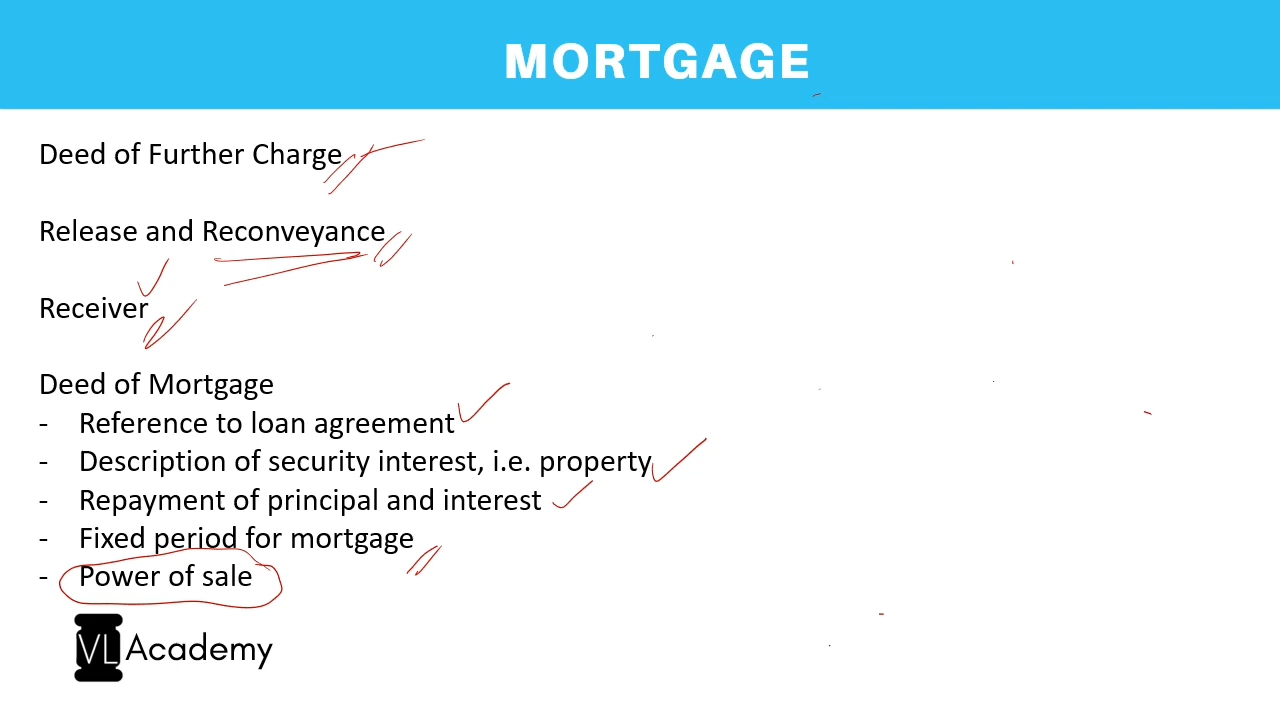 MORTGAGE
Deed of Further Charge
Release and Reconveyance
Receiver
Deed of Mortgage
- Reference to loan agreement
- Description of security interest, i.e. property
- Repayment of principal and interest
- Fixed period for mortgage
- Power of sale
VL Academy